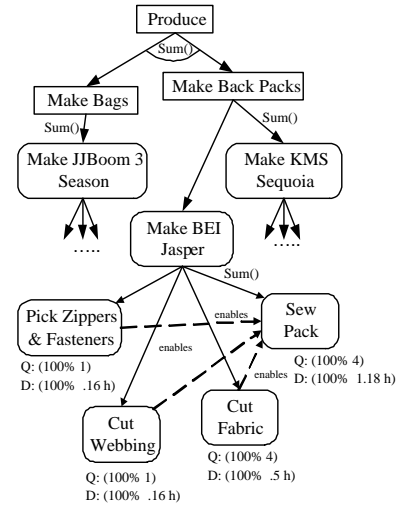 Produce
Sum()
Make Bags
Make Back Packs
Sum()
Sum()
Make JJBoom 3
Season
Make KMS
Sequoia
.....
.....
Make BEI
Jasper
Sum()
Pick Zippers
& Fasteners
enables
Sew
Pack
Q: (100% 1)
D: (100% .16 h)
enables
enables
Q: (100% 4)
D: (100% 1.18 h)
Cut
Webbing
Cut
Fabric
Q: (100% 1)
D: (100% .16 h)
Q: (100% 4)
D: (100% .5 h)